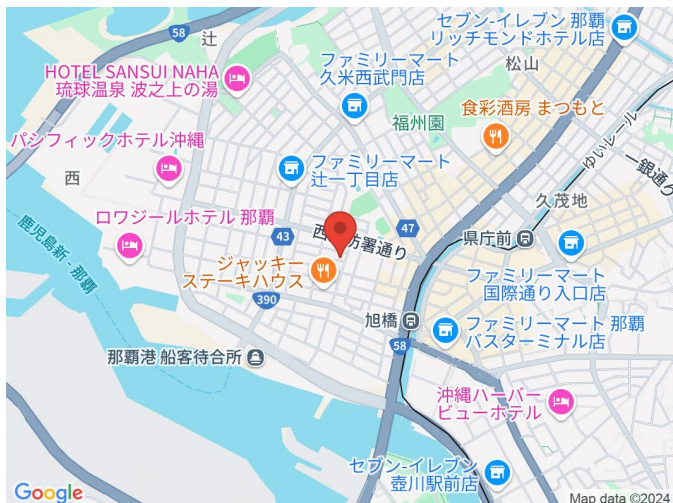 58
辻
セブン-イレブン 那覇
リッチモンドホテル店
松山
HOTEL SANSUI NAHA
琉球温泉 波之上の湯
ファミリーマート
久米西武門店
福州園
食彩酒房 まつもと
ゆいレール
一銀通り
パシフィックホテル沖縄
西
ファミリーマート
辻一丁目店
久茂地
ロワジールホテル 那覇
鹿児島新 - 那覇
43
西
防署通り
47
県庁前
ジャッキー
ステーキハウス
ファミリーマート
国際通り入口店
390
旭橋
58
ファミリーマート 那覇
バスターミナル店
那覇港 船客待合所
沖縄ハーバー
ビューホテル
セブン-イレブン
壺川駅前店
Google
Map data ©2024